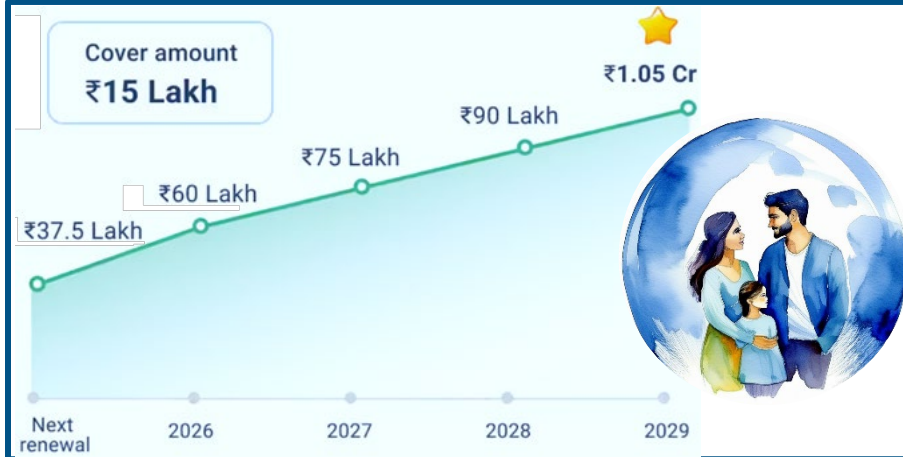 Cover amount
₹15 Lakh
₹1.05 Cr
₹90 Lakh
₹75 Lakh
₹60 Lakh
₹37.5 Lakh
Next
renewal
2026
2027
2028
2029